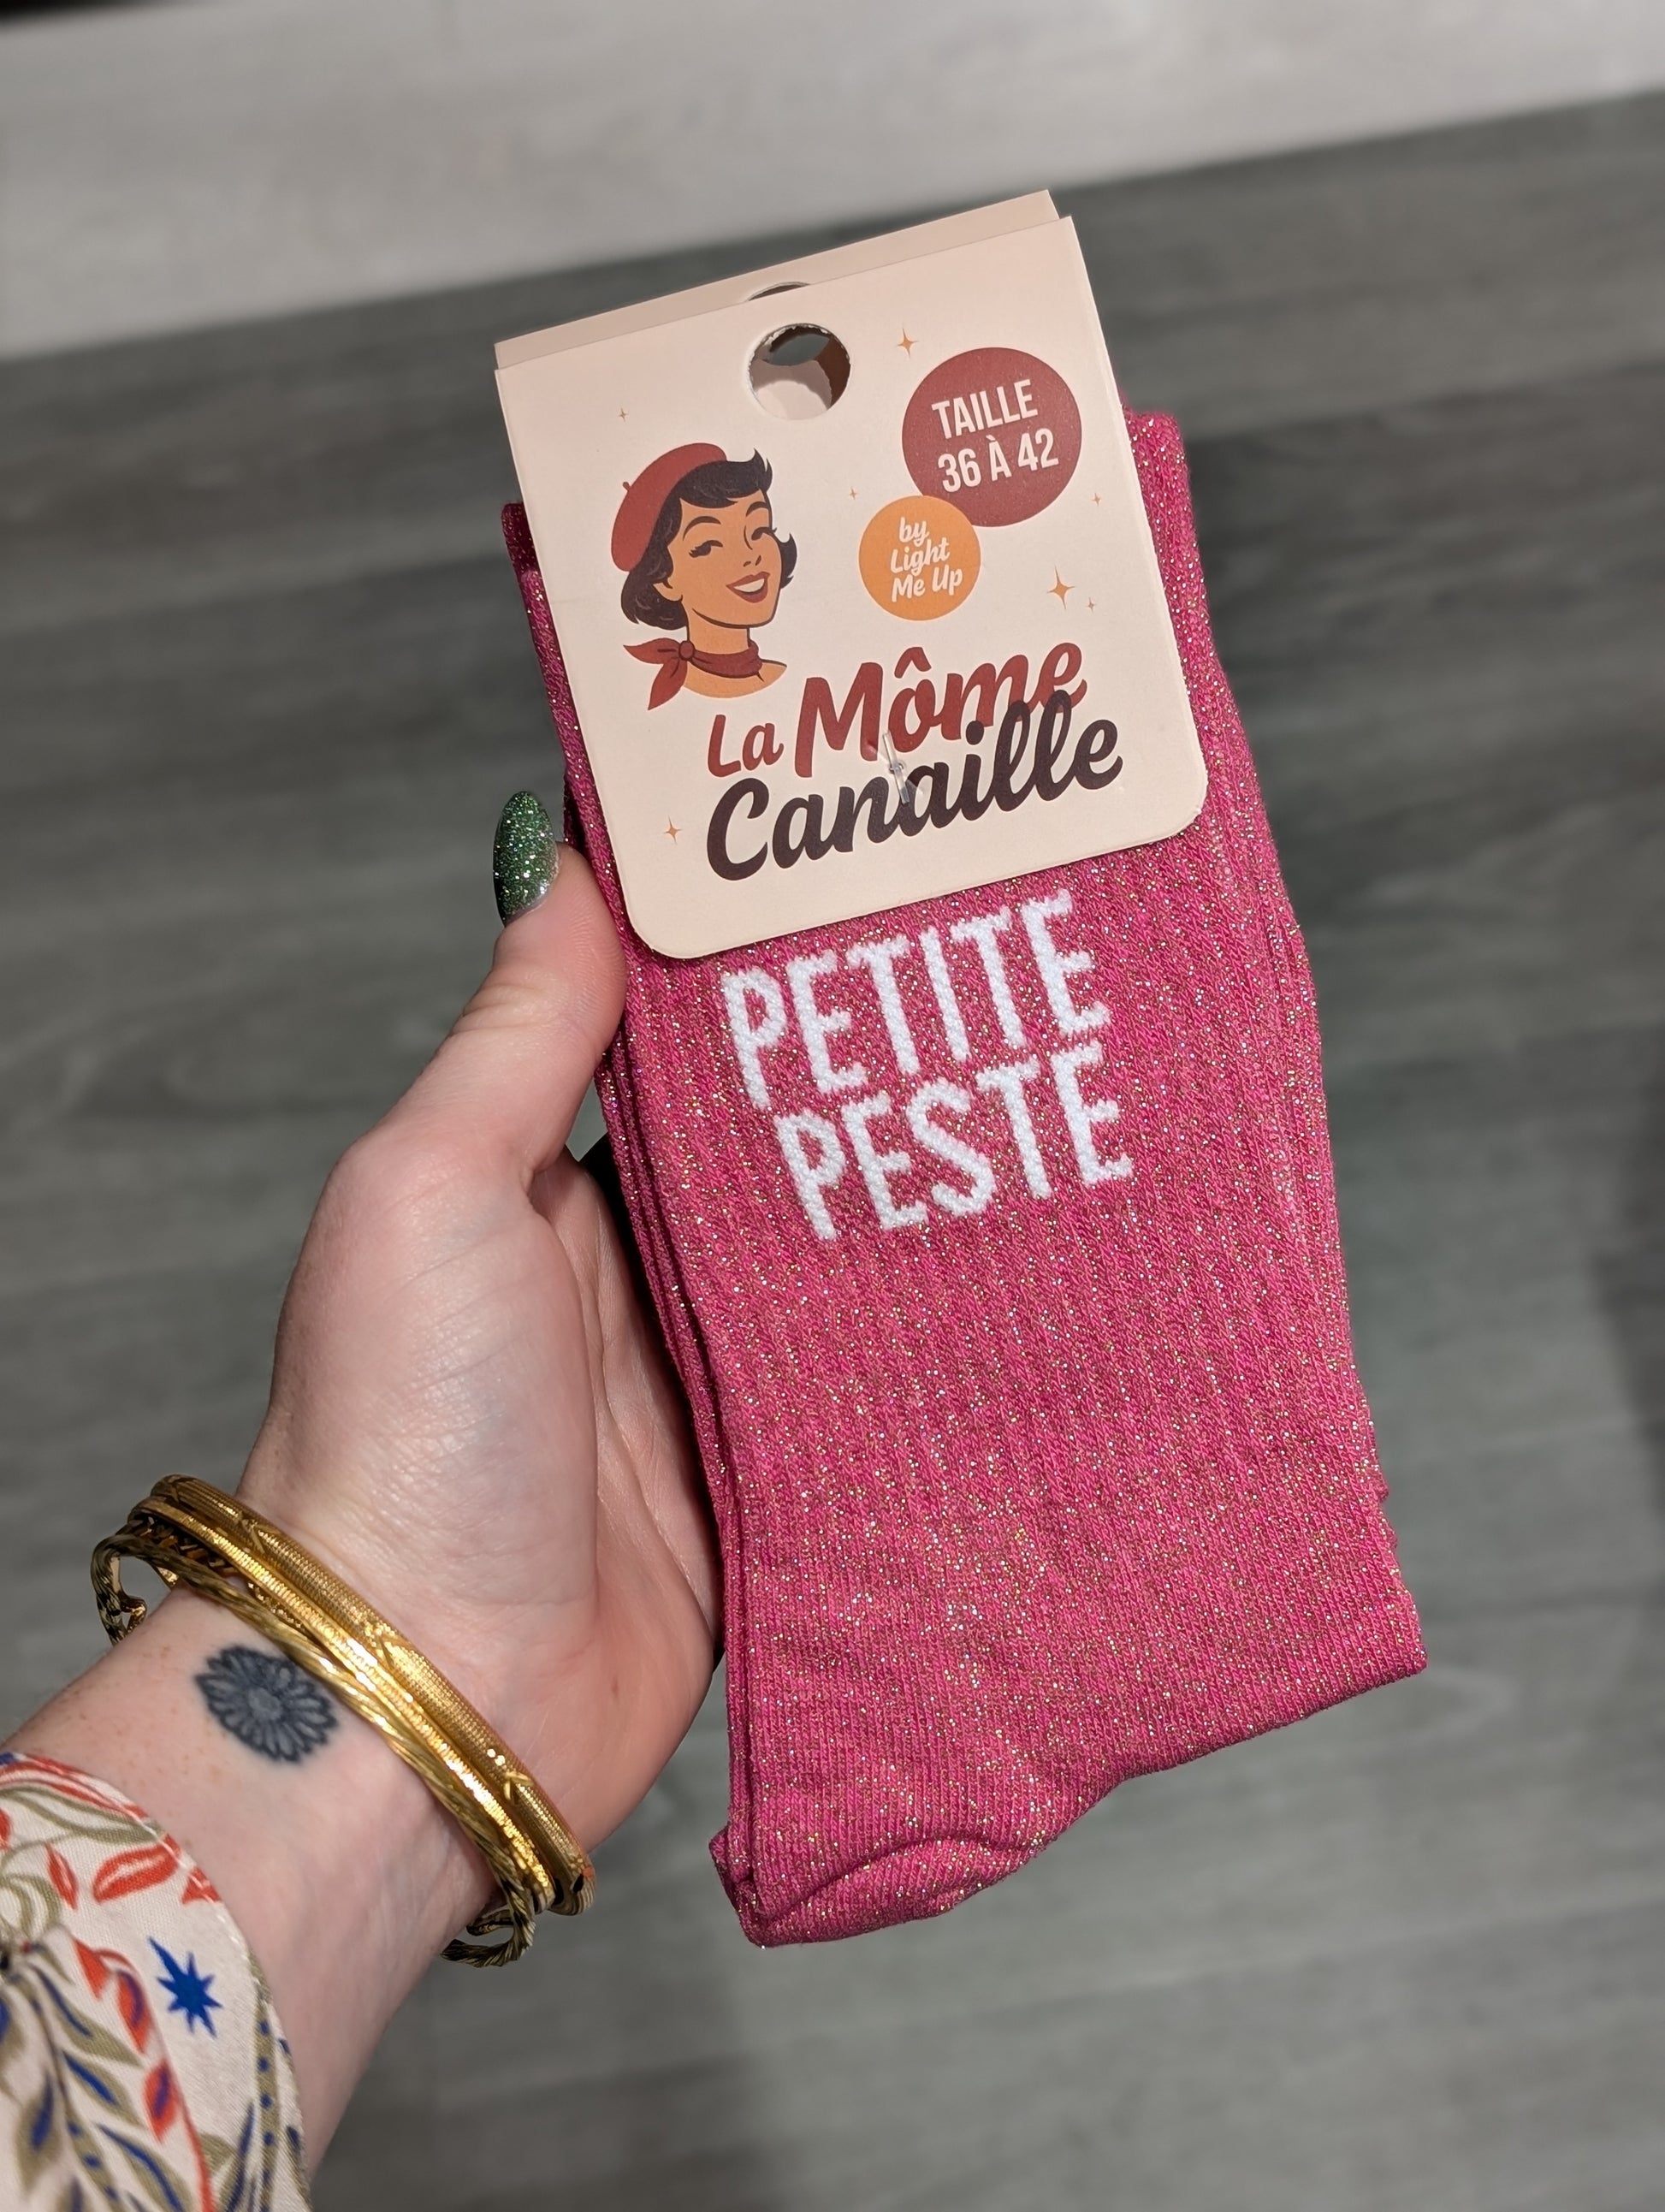 TAILLE
36 À 42
by
Light
Me Up
La Môme
Canaille
PETITE
PESTE